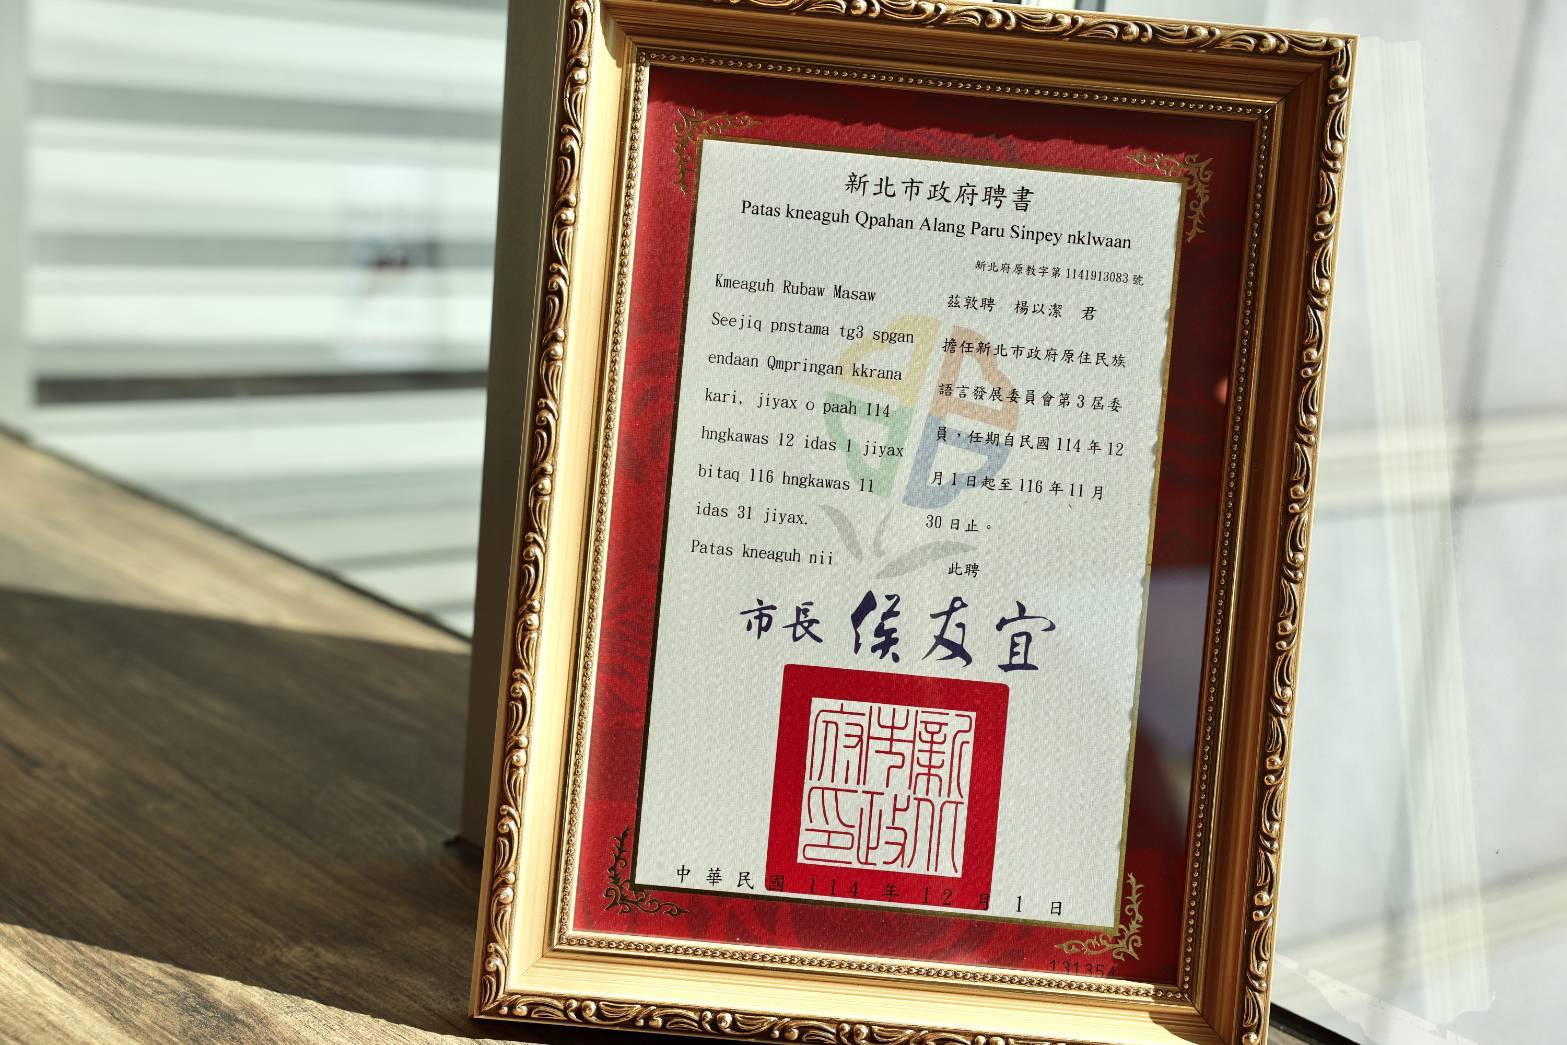 新北市政府聘書
Patas kneaguh Qpahan Alang Paru Sinpey nklwaan
新北府原教字第1141913083號
Kmeaguh Rubaw Masaw
Seejiq pnstama tg3 spgan
endaan Qmpringan kkrana
kari, jiyax o paah 114
hngkawas 12 idas 1 jiyax
bitaq 116 hngkawas 11
idas 31 jiyax.
Patas kneaguh nii
茲敦聘 楊以潔 君
擔任新北市政府原住民族
語言發展委員會第3屆委
員,任期自民國114年12
月1日起至116年11月
30日止。
此聘
市長 侯友宜
新北市政府印
中華民國 114 年 12 月 1 日
131354